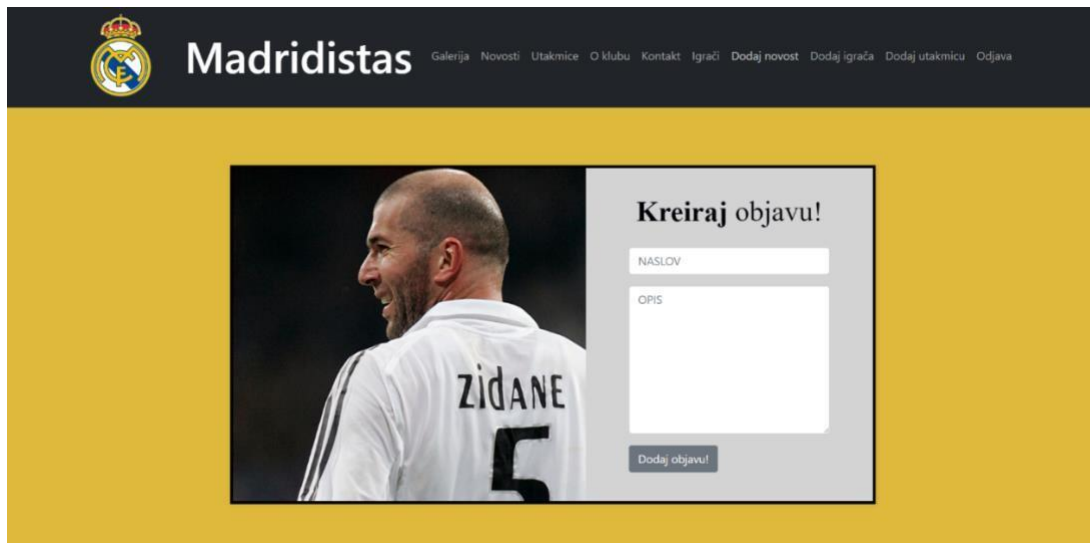 Madridistas
Galerija Novosti Utakmice O klubu Kontakt Igrači Dodaj novost Dodaj igrača Dodaj utakmicu Odjava
Kreiraj objavu!
NASLOV
OPIS
Dodaj objavu!
ZIDANE
5